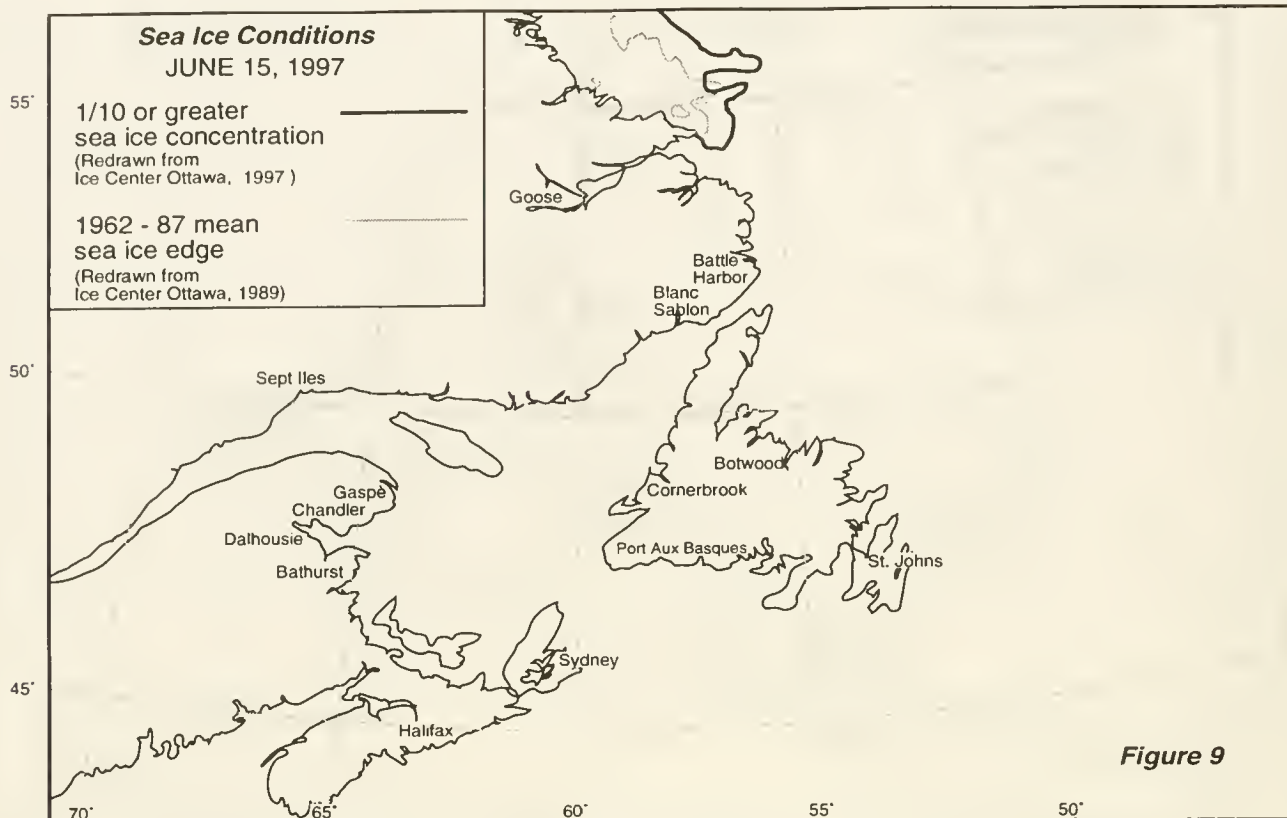 Sea Ice Conditions
JUNE 15, 1997
1/10 or greater
sea ice concentration
(Redrawn from
Ice Center Ottawa, 1997 )
1962 - 87 mean
sea ice edge
(Redrawn from
Ice Center Ottawa, 1989)
55°
Goose
Battle
Harbor
Blanc
Sablon
50°
Sept Iles
Botwood
Cornerbrook
Gaspè
Chandler
Dalhousie
Port Aux Basques
St. Johns
Bathurst
Sydney
45°
Halifax
Figure 9
70°
65°
60°
55°
50°